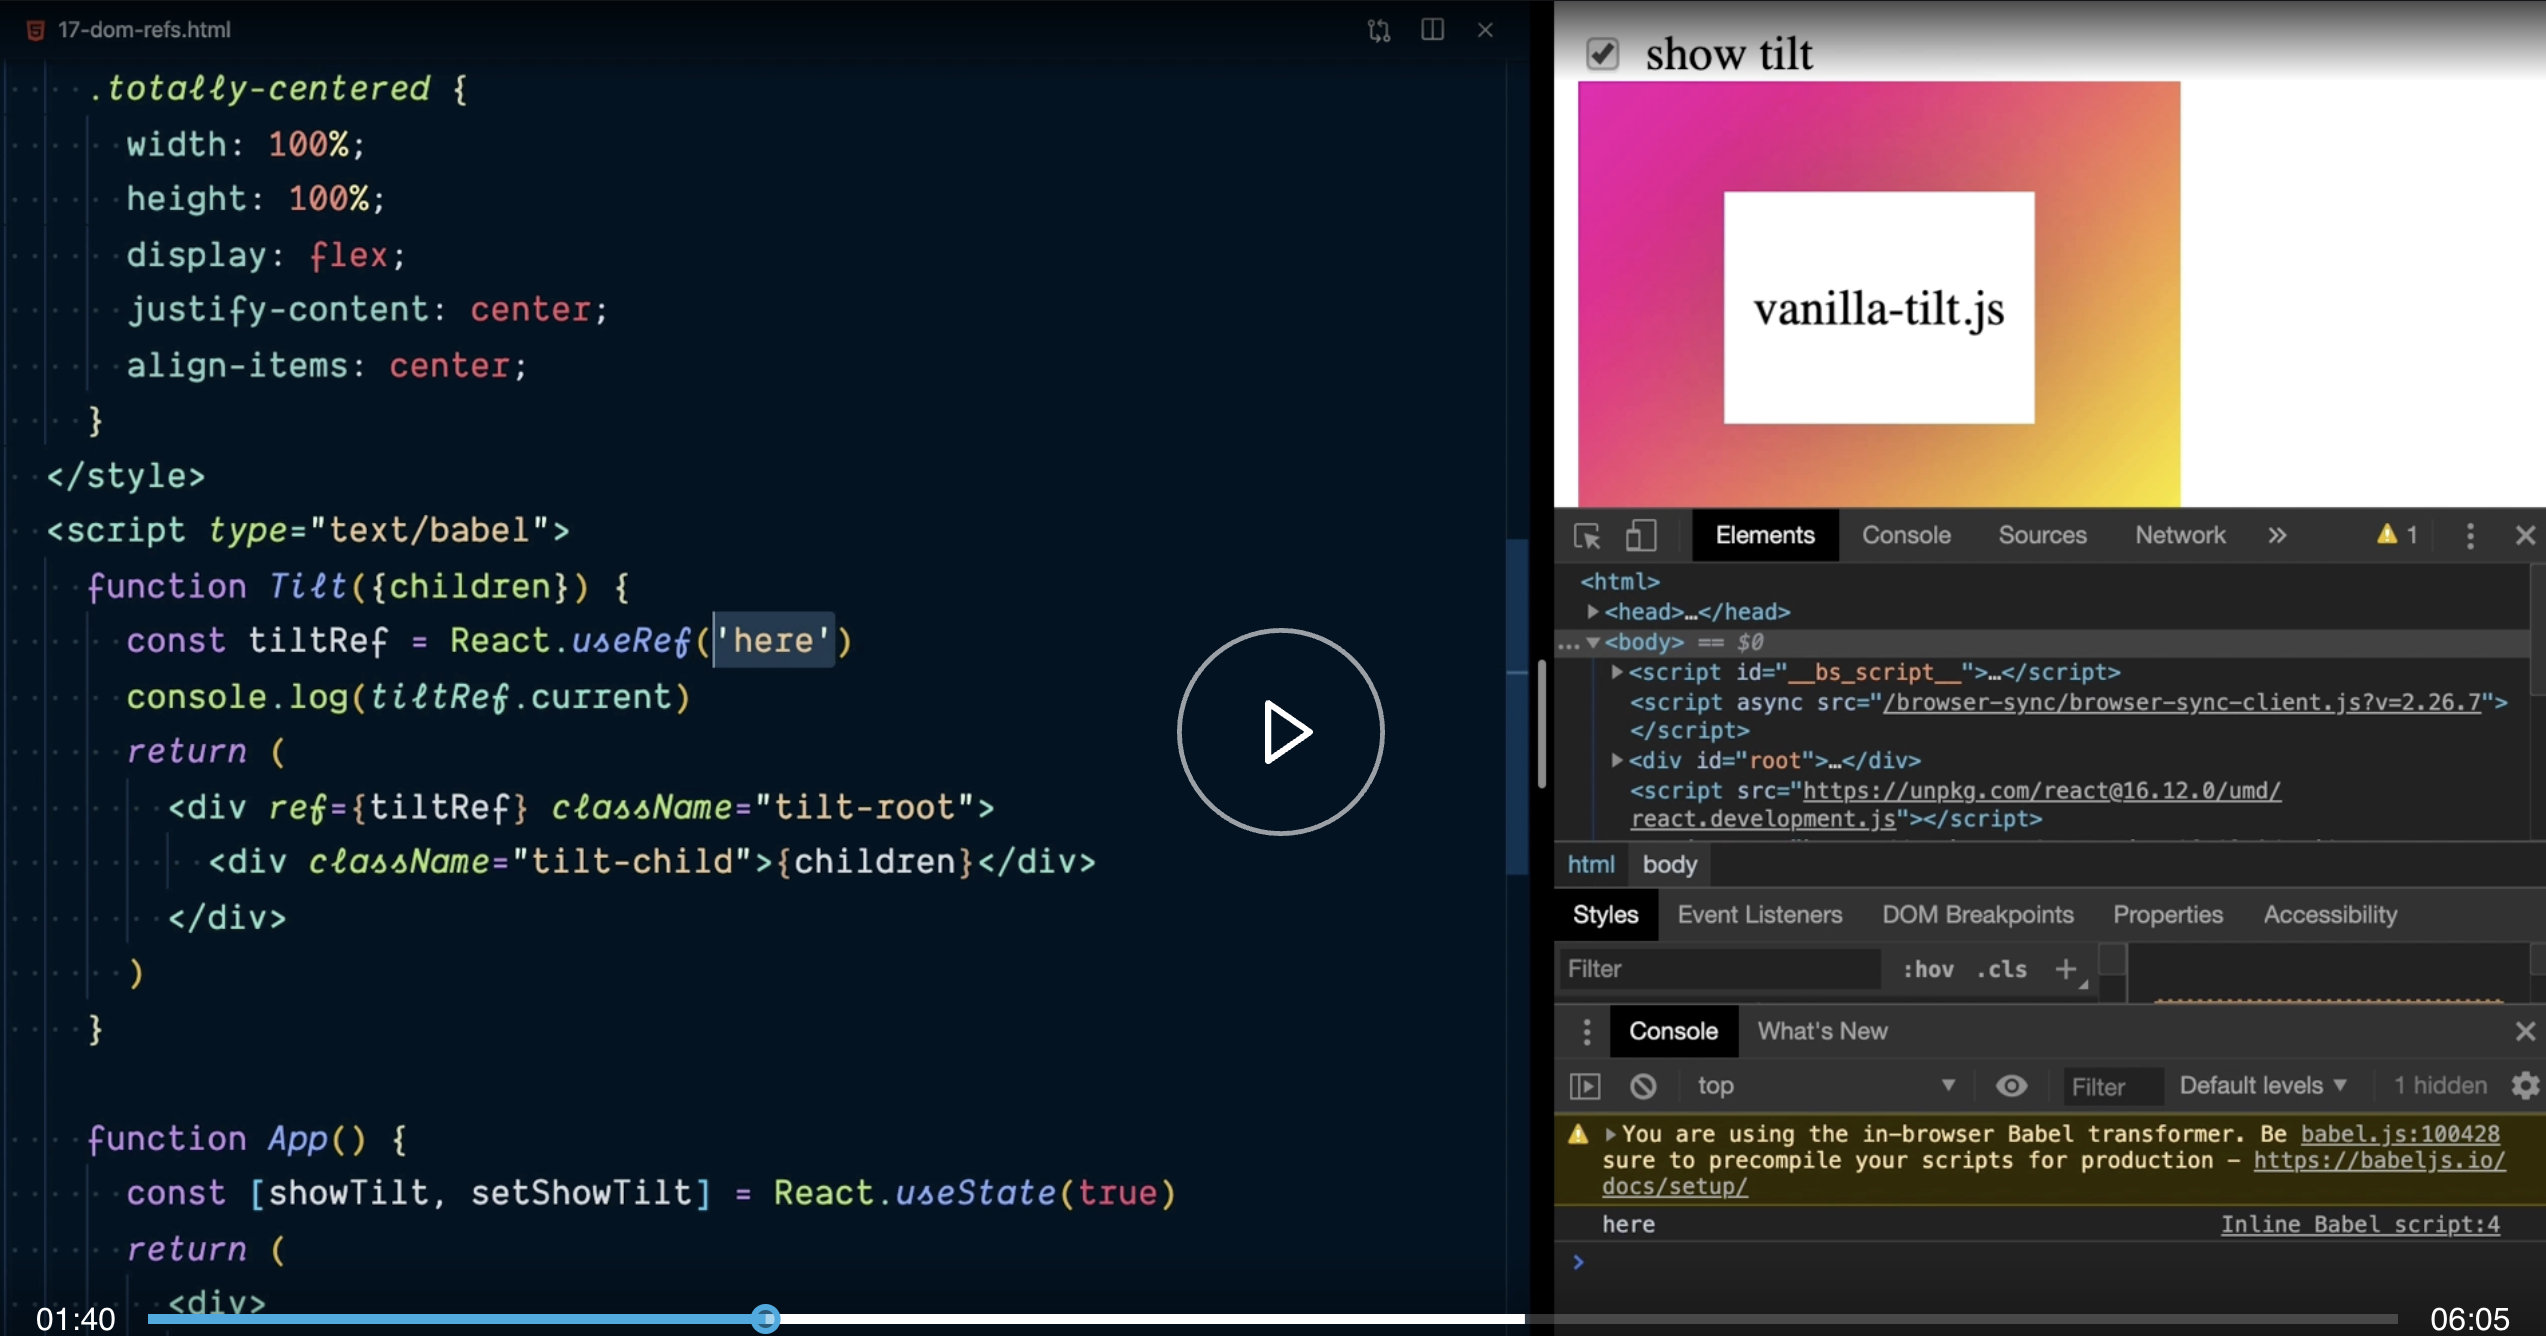 17-dom-refs.html
.totally-centered {
width: 100%;
height: 100%;
display: flex;
justify-content: center;
align-items: center;
}
</style>
<script type="text/babel">
function Tilt({children}) {
const tiltRef = React.useRef('here')
console.log(tiltRef.current)
return (
<div ref={tiltRef} className="tilt-root">
<div className="tilt-child">{children}</div>
</div>
)
}
function App() {
const [showTilt, setShowTilt] = React.useState(true)
return (
<div>
01:40
06:05
show tilt
vanilla-tilt.js
Elements Console Sources Network » 1
<html>
<head>…</head>
… <body> == $0
<script id="__bs_script__">…</script>
<script async src="/browser-sync/browser-sync-client.js?v=2.26.7">
</script>
<div id="root">…</div>
<script src="https://unpkg.com/react@16.12.0/umd/
react.development.js"></script>
html body
Styles Event Listeners DOM Breakpoints Properties Accessibility
Filter :hov .cls +
Console What's New
top Filter Default levels 1 hidden
You are using the in-browser Babel transformer. Be babel.js:100428
sure to precompile your scripts for production – https://babeljs.io/
docs/setup/
here Inline Babel script:4